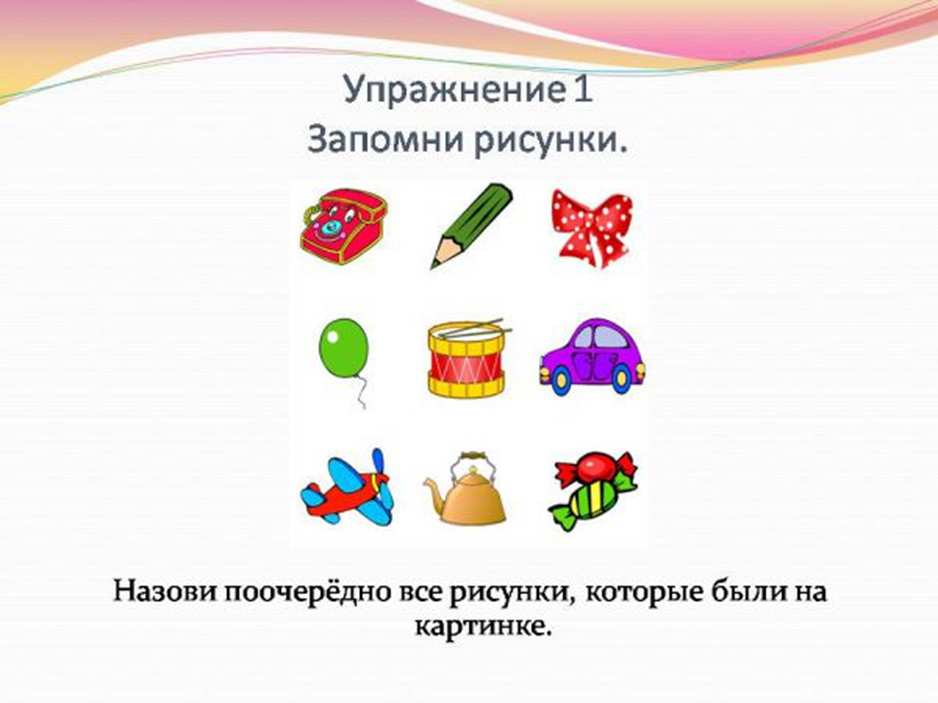 Упражнение 1
Запомни рисунки.
Назови поочерёдно все рисунки, которые были на
картинке.